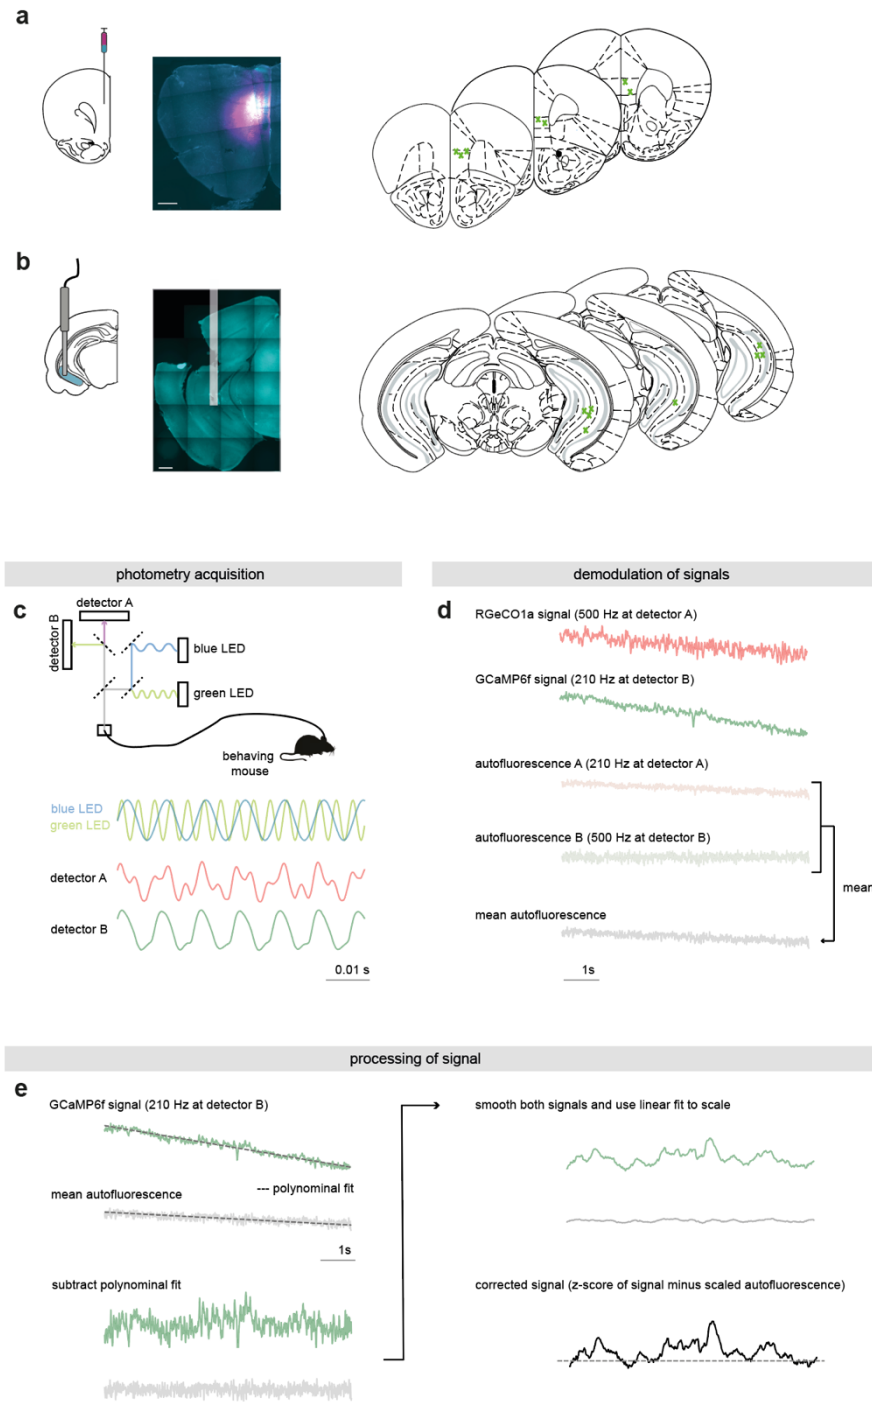 a
b
photometry acquisition
demodulation of signals
c
detector A
detector B
blue LED
green LED
behaving
mouse
blue LED
green LED
detector A
detector B
0.01 s
d
RGeCO1a signal (500 Hz at detector A)
GCaMP6f signal (210 Hz at detector B)
autofluorescence A (210 Hz at detector A)
autofluorescence B (500 Hz at detector B)
mean
mean autofluorescence
1s
processing of signal
e
GCaMP6f signal (210 Hz at detector B)
--- polynominal fit
mean autofluorescence
1s
subtract polynominal fit
smooth both signals and use linear fit to scale
corrected signal (z-score of signal minus scaled autofluorescence)